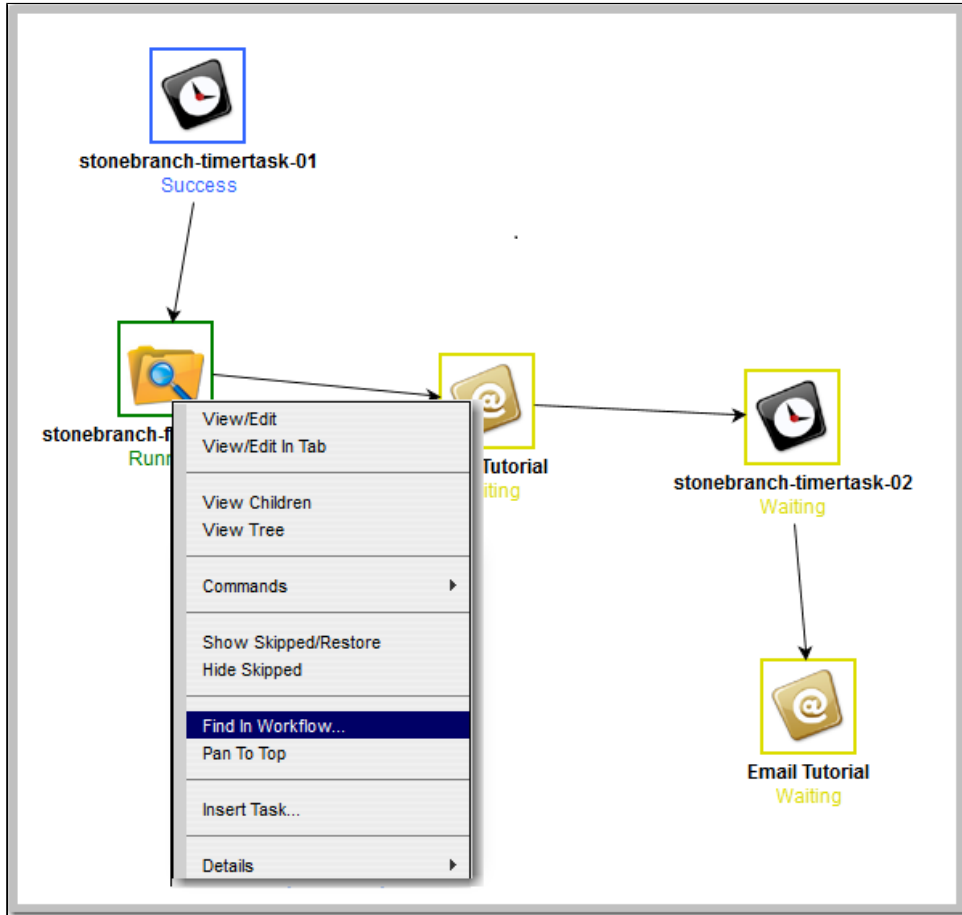 stonebranch-timertask-01
Success
stonebranch-f
Runn
View/Edit
View/Edit In Tab
View Children
View Tree
Commands
Show Skipped/Restore
Hide Skipped
Find In Workflow...
Pan To Top
Insert Task...
Details
Tutorial
iting
stonebranch-timertask-02
Waiting
Email Tutorial
Waiting